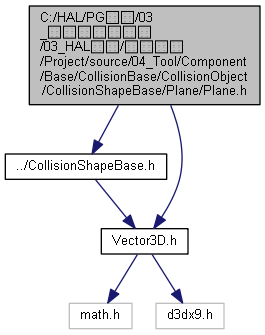 C:/HAL/PG□□/03
_□□□□□□□
/03_HAL□□/□□□□
/Project/source/04_Tool/Component
/Base/CollisionBase/CollisionObject
/CollisionShapeBase/Plane/Plane.h
../CollisionShapeBase.h
Vector3D.h
math.h
d3dx9.h